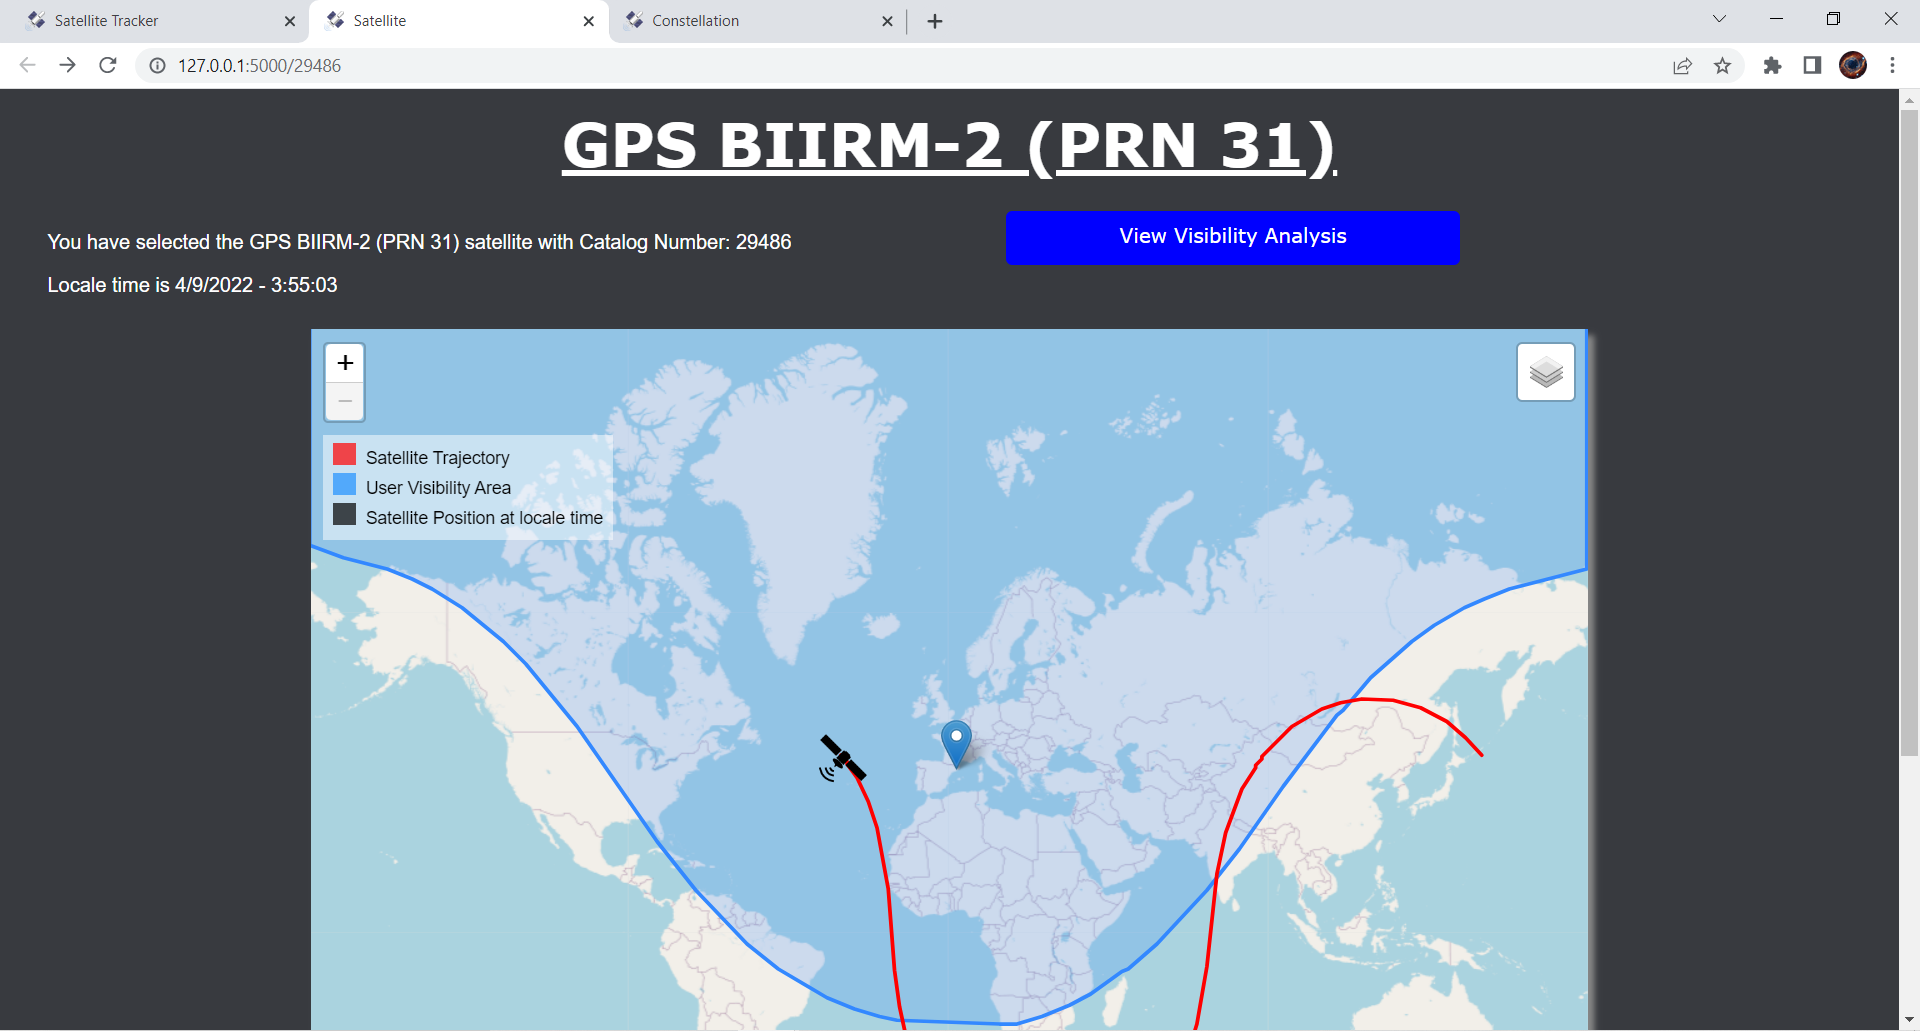 Satellite Tracker
Satellite
Constellation
127.0.0.1:5000/29486
GPS BIIRM-2 (PRN 31)
You have selected the GPS BIIRM-2 (PRN 31) satellite with Catalog Number: 29486
View Visibility Analysis
Locale time is 4/9/2022 - 3:55:03
+
−
Satellite Trajectory
User Visibility Area
Satellite Position at locale time